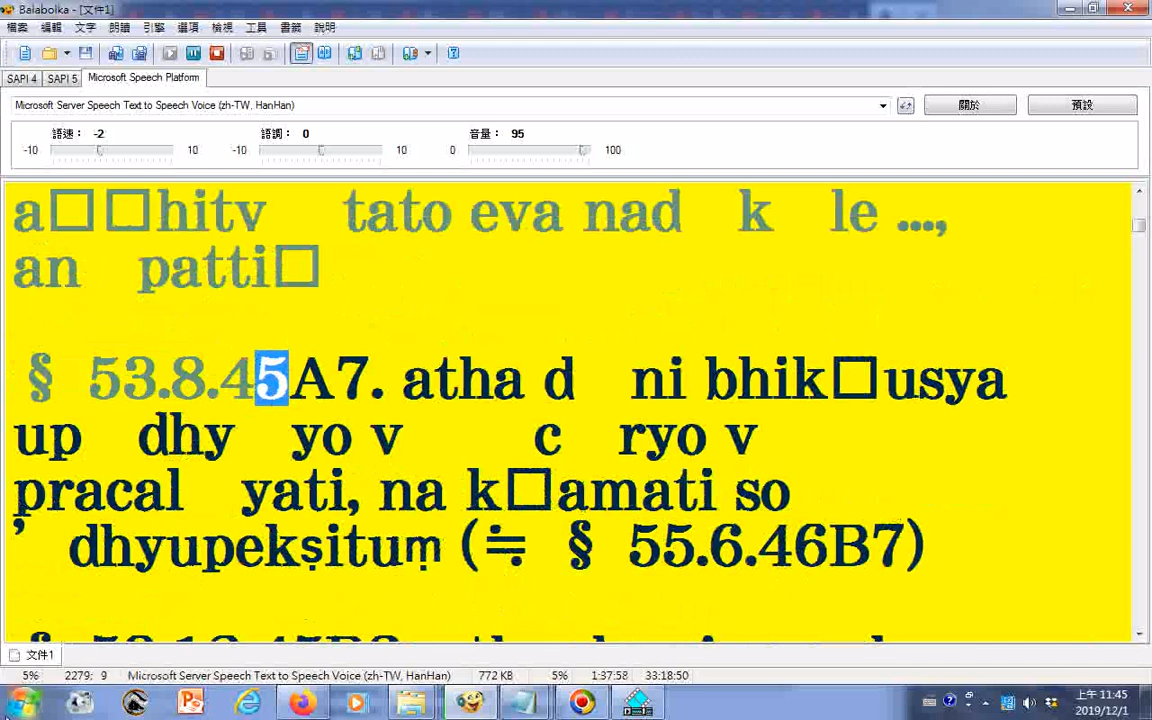 Balabolka - [文件1]
檔案 編輯 文字 朗讀 引擎 選項 檢視 工具 書籤 說明
SAPI 4 SAPI 5 Microsoft Speech Platform
Microsoft Server Speech Text to Speech Voice (zh-TW, HanHan) 關於 預設
語速： -2 語調： 0 音量： 95
-10 10 -10 10 0 100
a□□hitv tato eva nad k le ...,
an patti□
§ 53.8.45A7. atha d ni bhik□usya
up dhy yo v c ryo v
pracal yati, na k□amati so
’ dhyupekṣituṃ (≒ § 55.6.46B7)
文件1
5% 2279: 9 Microsoft Server Speech Text to Speech Voice (zh-TW, HanHan) 772 KB 5% 1:37:58 33:18:50
上午 11:45
2019/12/1